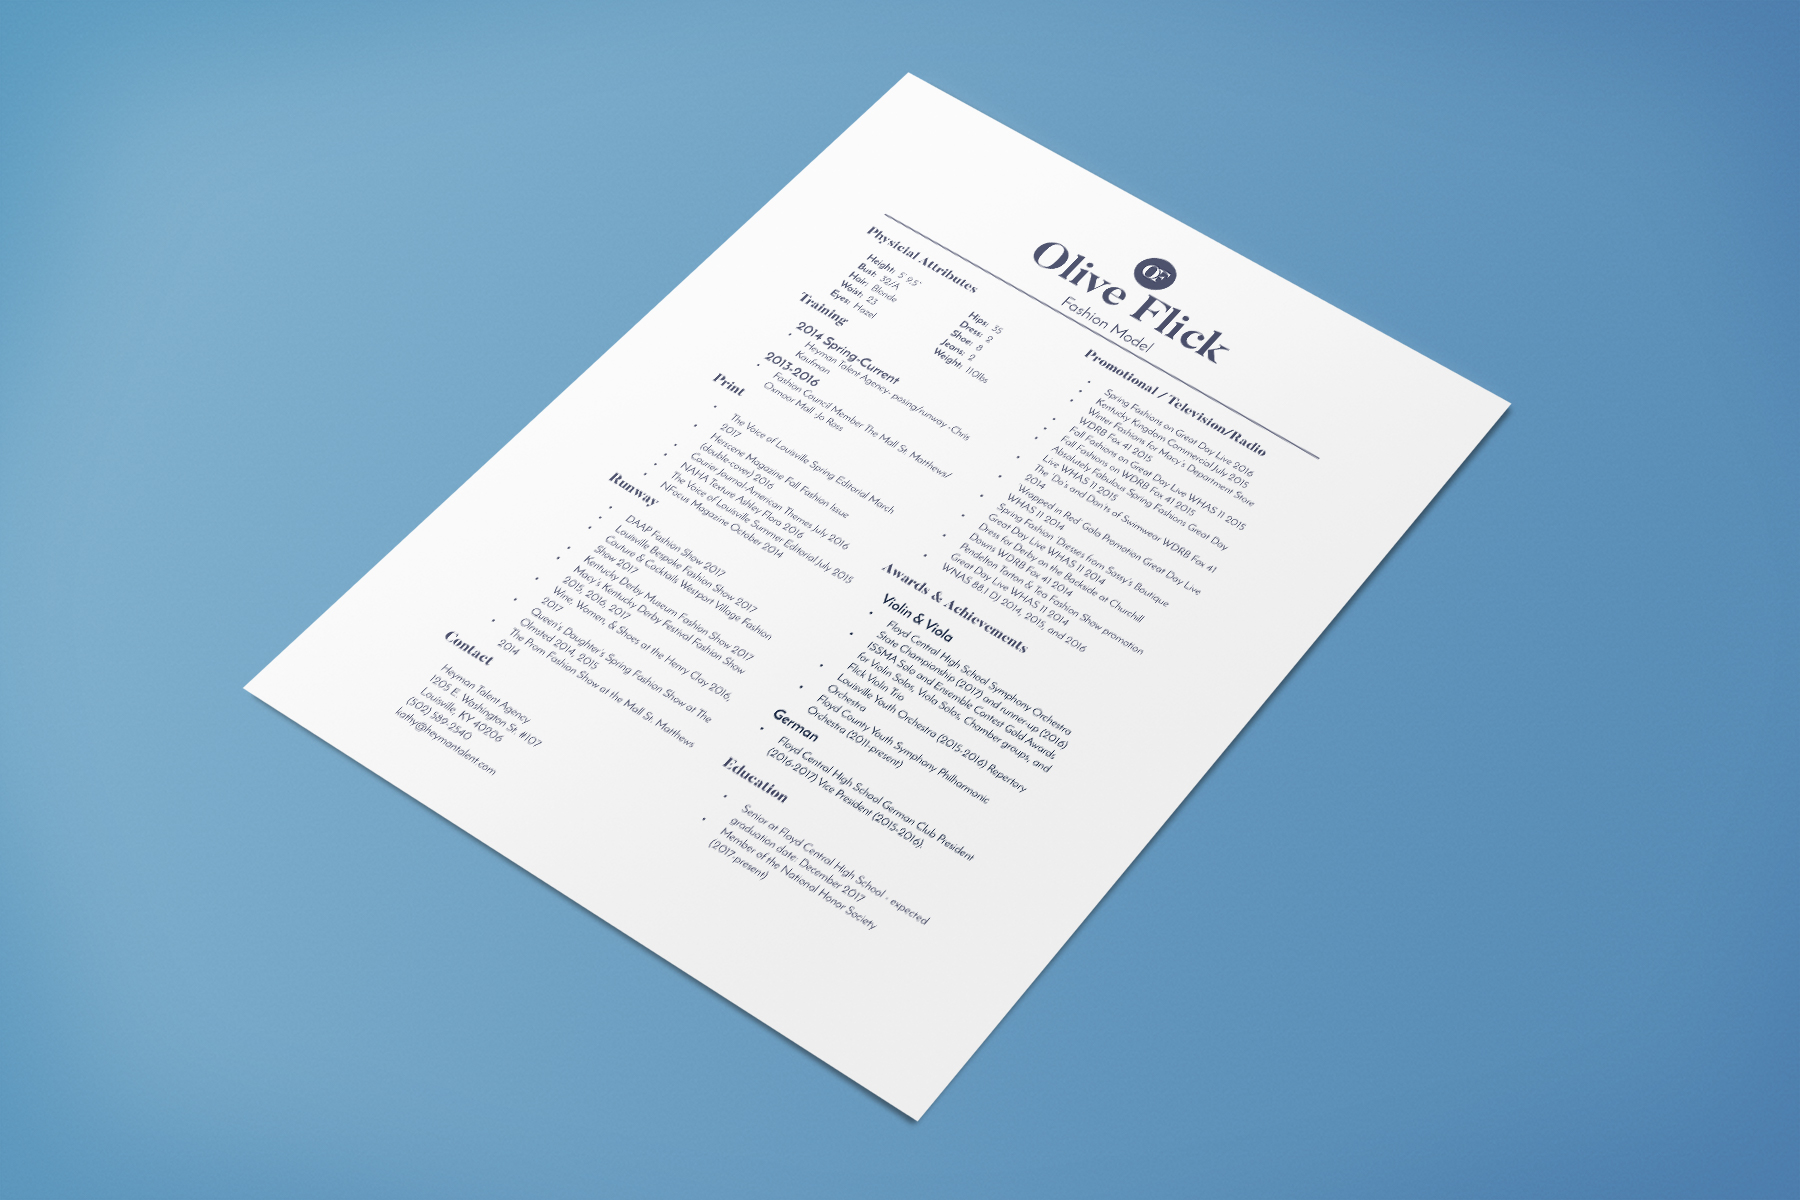 OF
Olive Flick
Fashion Model
Physicial Attributes
Height: 5' 9.5"
Bust: 32/A
Hair: Blonde
Waist: 23
Eyes: Hazel
Hips: 35
Dress: 2
Shoe: 8
Jeans: 2
Weight: 110lbs
Training
2014 Spring-Current
• Heyman Talent Agency- posing/runway -Chris
Kaufman
2013-2016
• Fashion Council Member The Mall St. Matthews/
Oxmoor Mall -Jo Ross
Print
• The Voice of Louisville Spring Editorial March
2017
• Herscene Magazine Fall Fashion Issue
(double-cover) 2016
• Courier Journal-American Themes July 2016
• NAHA Texture Ashley Flora 2016
• The Voice of Louisville Summer Editorial July 2015
• NFocus Magazine October 2014
Runway
• DAAP Fashion Show 2017
• Louisville Bespoke Fashion Show 2017
• Couture & Cocktails Westport Village Fashion
Show 2017
• Kentucky Derby Museum Fashion Show 2017
• Macy's Kentucky Derby Festival Fashion Show
2015, 2016, 2017
• Wine, Women, & Shoes at the Henry Clay 2016,
2017
• Queen's Daughter's Spring Fashion Show at The
Olmsted 2014, 2015
• The Prom Fashion Show at the Mall St. Matthews
2014
Contact
Heyman Talent Agency
1205 E. Washington St. #107
Louisville, KY 40206
(502) 589-2540
kathy@heymantalent.com
Promotional / Television/Radio
• Spring Fashions on Great Day Live 2016
• Kentucky Kingdom Commercial July 2015
• Winter Fashions for Macy's Department Store
WDRB Fox 41 2015
• Fall Fashions on Great Day Live WHAS 11 2015
• Fall Fashions on WDRB Fox 41 2015
• Absolutely Fabulous Spring Fashions Great Day
Live WHAS 11 2015
• The 'Do's and Don'ts of Swimwear WDRB Fox 41
2014
• 'Wrapped in Red' Gala Promotion Great Day Live
WHAS 11 2014
• Spring Fashion 'Dresses from Sassy's Boutique
Great Day Live WHAS 11 2014
• Dress for Derby on the Backside at Churchill
Downs WDRB Fox 41 2014
• Pendelton Tartan & Tea Fashion Show promotion
Great Day Live WHAS 11 2014
• WNAS 88.1 DJ 2014, 2015, and 2016
Awards & Achievements
Violin & Viola
• Floyd Central High School Symphony Orchestra
State Championship (2017) and runner-up (2016)
• ISSMA Solo and Ensemble Contest Gold Awards
for Violin Solos, Viola Solos, Chamber groups, and
Flick Violin Trio
• Louisville Youth Orchestra (2015-2016) Repertory
Orchestra
• Floyd County Youth Symphony Philharmonic
Orchestra (2011-present)
German
• Floyd Central High School German Club President
(2016-2017) Vice President (2015-2016).
Education
• Senior at Floyd Central High School - expected
graduation date: December 2017
• Member of the National Honor Society
(2017-present)